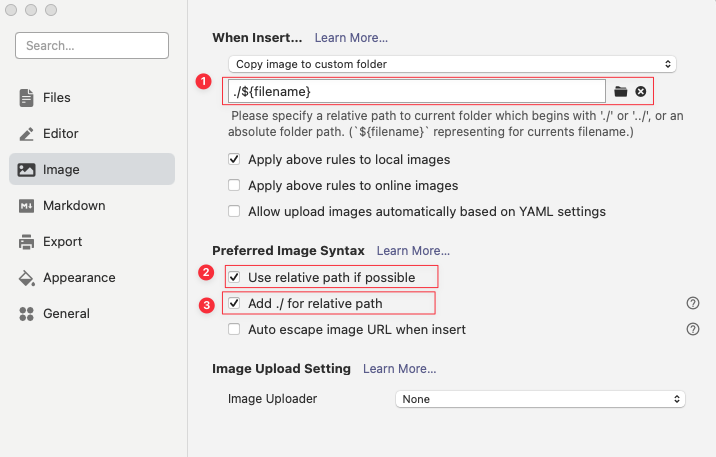 Search...
Files
Editor
Image
Markdown
Export
Appearance
General
When Insert... Learn More...
Copy image to custom folder
1
./${filename}
Please specify a relative path to current folder which begins with './' or '../', or an
absolute folder path. (`${filename}` representing for currents filename.)
Apply above rules to local images
Apply above rules to online images
Allow upload images automatically based on YAML settings
Preferred Image Syntax Learn More...
2 Use relative path if possible
3 Add ./ for relative path ?
Auto escape image URL when insert ?
Image Upload Setting Learn More...
Image Uploader None